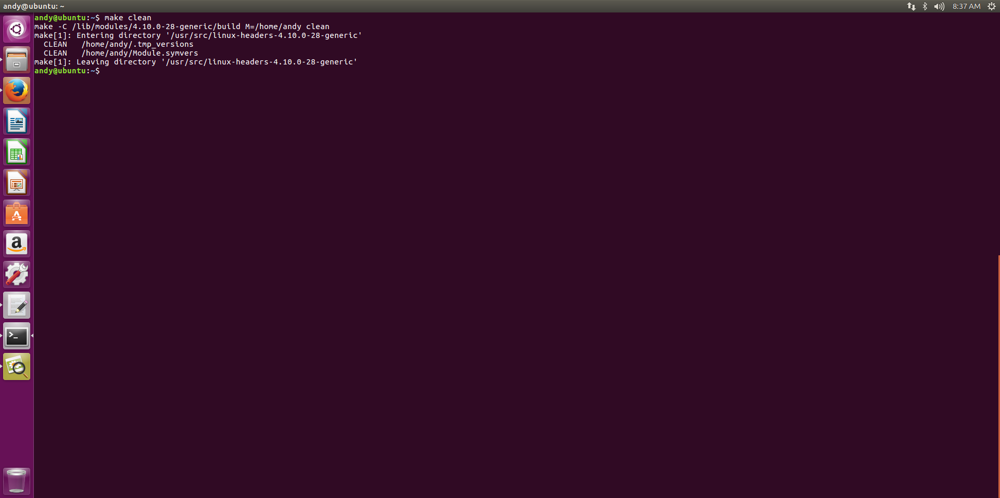 andy@ubuntu: ~
8:37 AM
andy@ubuntu:~$ make clean
make -C /lib/modules/4.10.0-28-generic/build M=/home/andy clean
make[1]: Entering directory '/usr/src/linux-headers-4.10.0-28-generic'
  CLEAN   /home/andy/.tmp_versions
  CLEAN   /home/andy/Module.symvers
make[1]: Leaving directory '/usr/src/linux-headers-4.10.0-28-generic'
andy@ubuntu:~$
A
a
>_